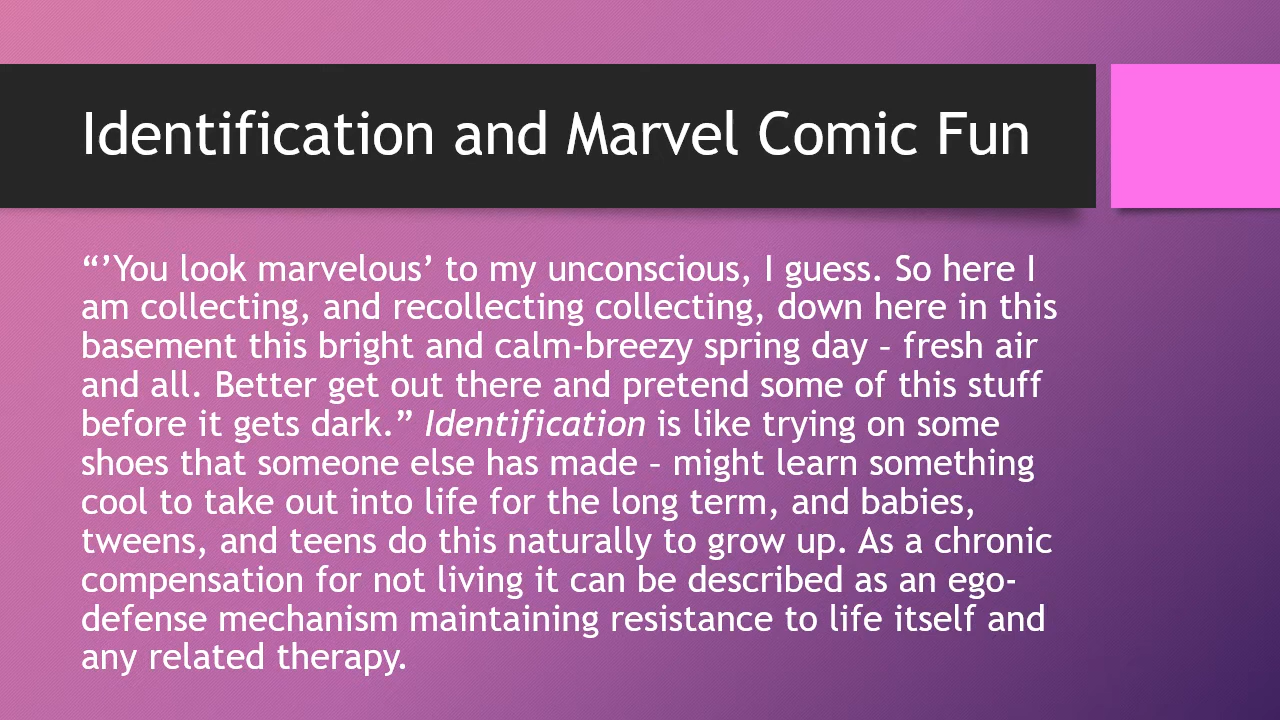 Identification and Marvel Comic Fun
“’You look marvelous’ to my unconscious, I guess. So here I
am collecting, and recollecting collecting, down here in this
basement this bright and calm-breezy spring day – fresh air
and all. Better get out there and pretend some of this stuff
before it gets dark.” Identification is like trying on some
shoes that someone else has made – might learn something
cool to take out into life for the long term, and babies,
tweens, and teens do this naturally to grow up. As a chronic
compensation for not living it can be described as an ego-
defense mechanism maintaining resistance to life itself and
any related therapy.